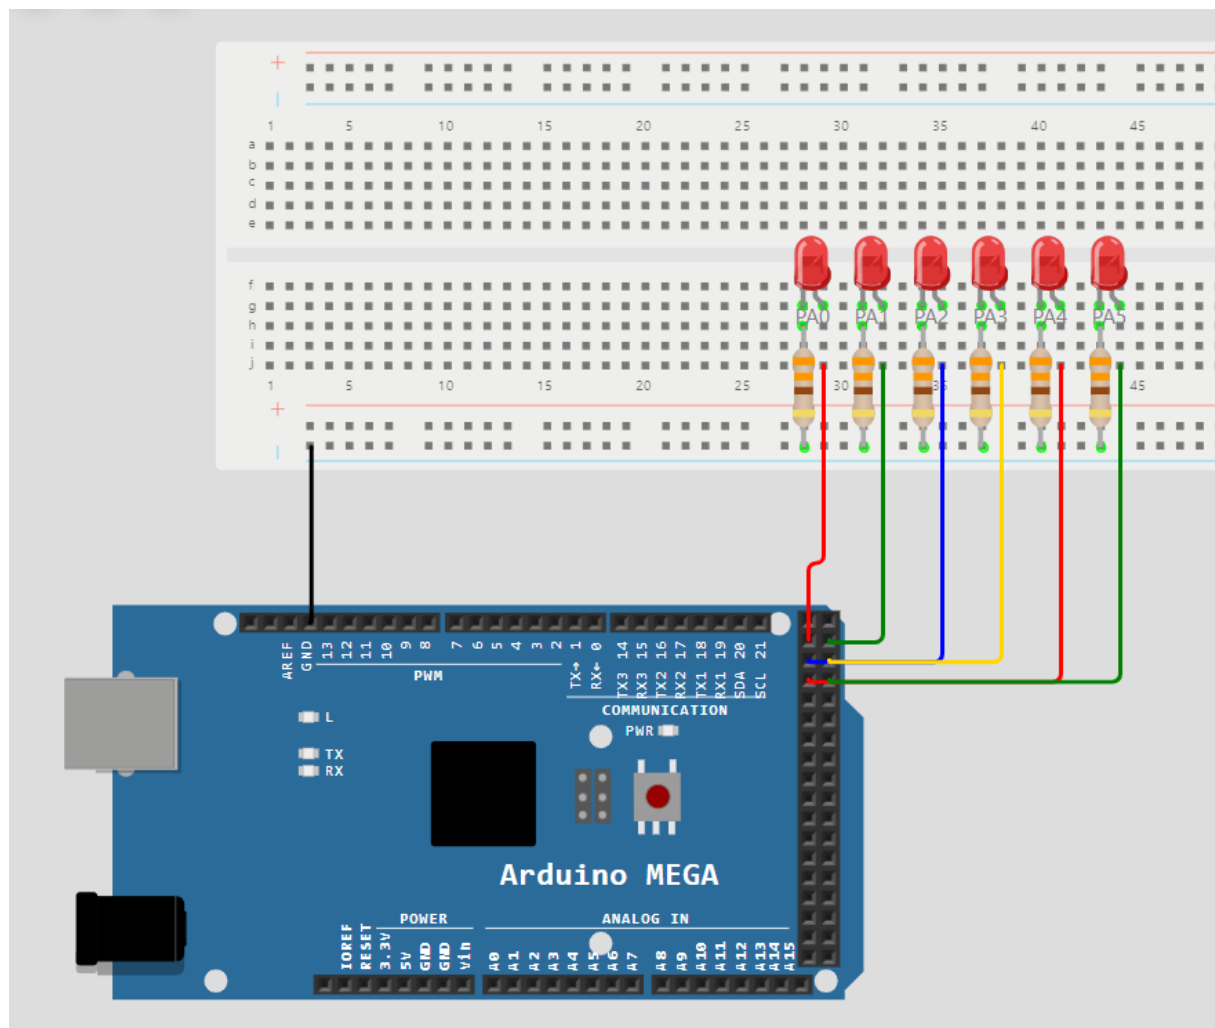 +
1 5 10 15 20 25 30 35 40 45
a
b
c
d
e
f
g
h
i
j
PA0 PA1 PA2 PA3 PA4 PA5
1 5 10 15 20 25 30 35 45
+
AREF GND 13 12 11 10 9 8 7 6 5 4 3 2 TX→ 1 RX← 0 TX3 14 RX3 15 TX2 16 RX2 17 TX1 18 RX1 19 SDA 20 SCL 21
PWM
COMMUNICATION
L
PWR
TX
RX
Arduino MEGA
POWER ANALOG IN
IOREF RESET 3.3V 5V GND GND Vin A0 A1 A2 A3 A4 A5 A6 A7 A8 A9 A10 A11 A12 A13 A14 A15